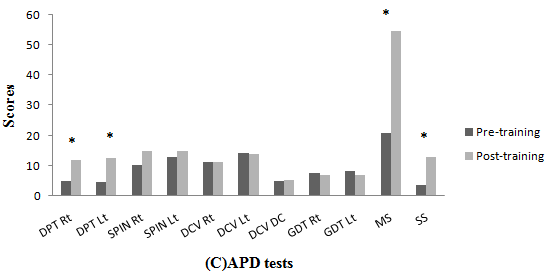 60
50
40
30
20
10
0
Scores
*
*
*
*
DPT Rt
DPT Lt
SPIN Rt
SPIN Lt
DCV Rt
DCV Lt
DCV DC
GDT Rt
GDT Lt
MS
SS
Pre-training
Post-training
(C)APD tests